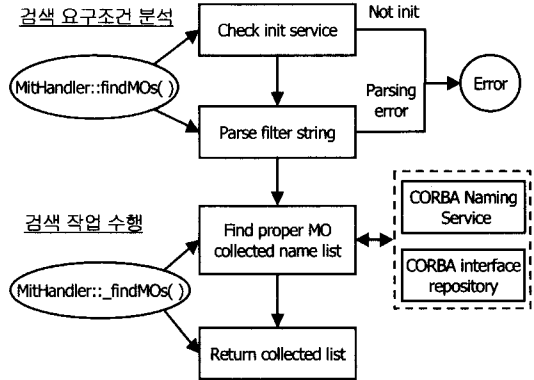 검색 요구조건 분석
Check init service
Not init
MitHandler::findMOs( )
Parsing
error
Error
Parse filter string
검색 작업 수행
Find proper MO
collected name list
CORBA Naming
Service
CORBA interface
repository
MitHandler::_findMOs( )
Return collected list